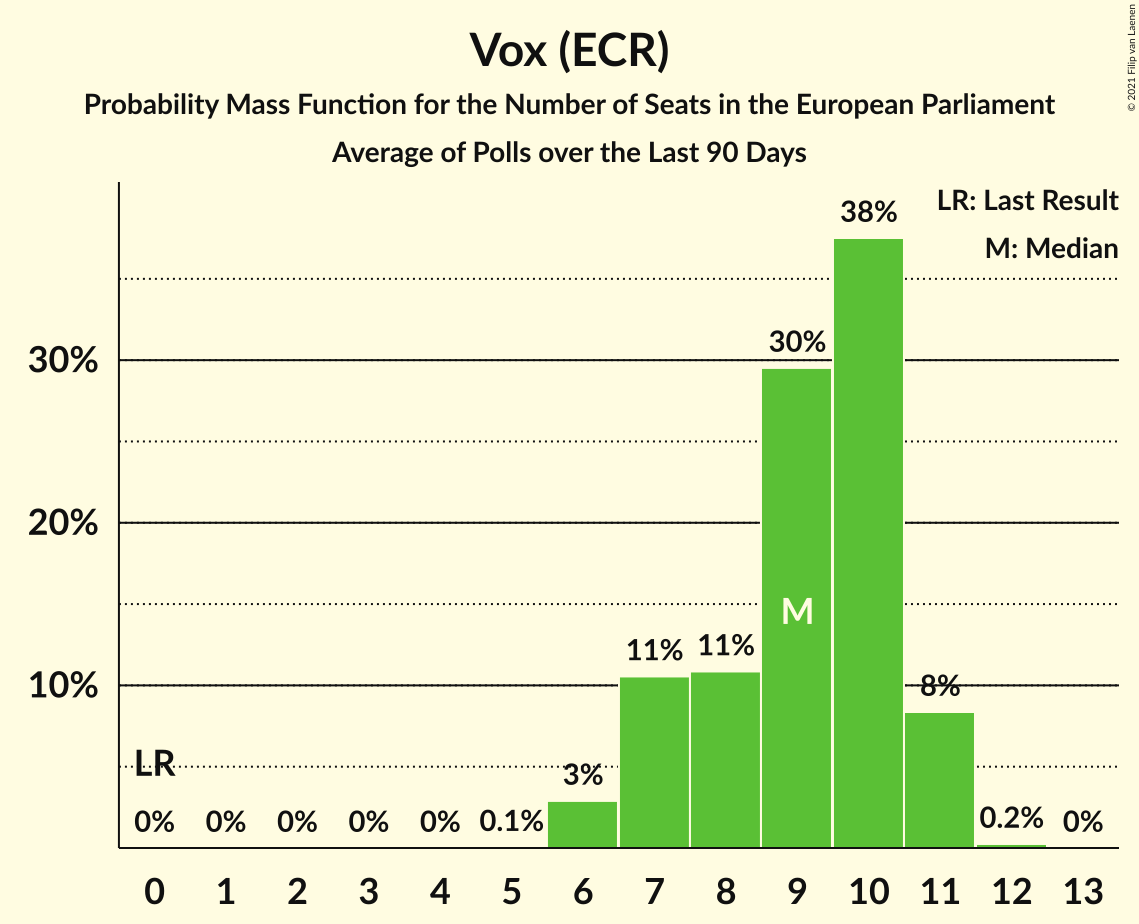 Vox (ECR)
Probability Mass Function for the Number of Seats in the European Parliament
Average of Polls over the Last 90 Days
© 2021 Filip van Laenen
LR: Last Result
M: Median
38%
30%
30%
20%
M
11%
11%
10%
8%
LR
3%
0%
0%
0%
0%
0%
0.1%
0.2%
0%
0 1 2 3 4 5 6 7 8 9 10 11 12 13